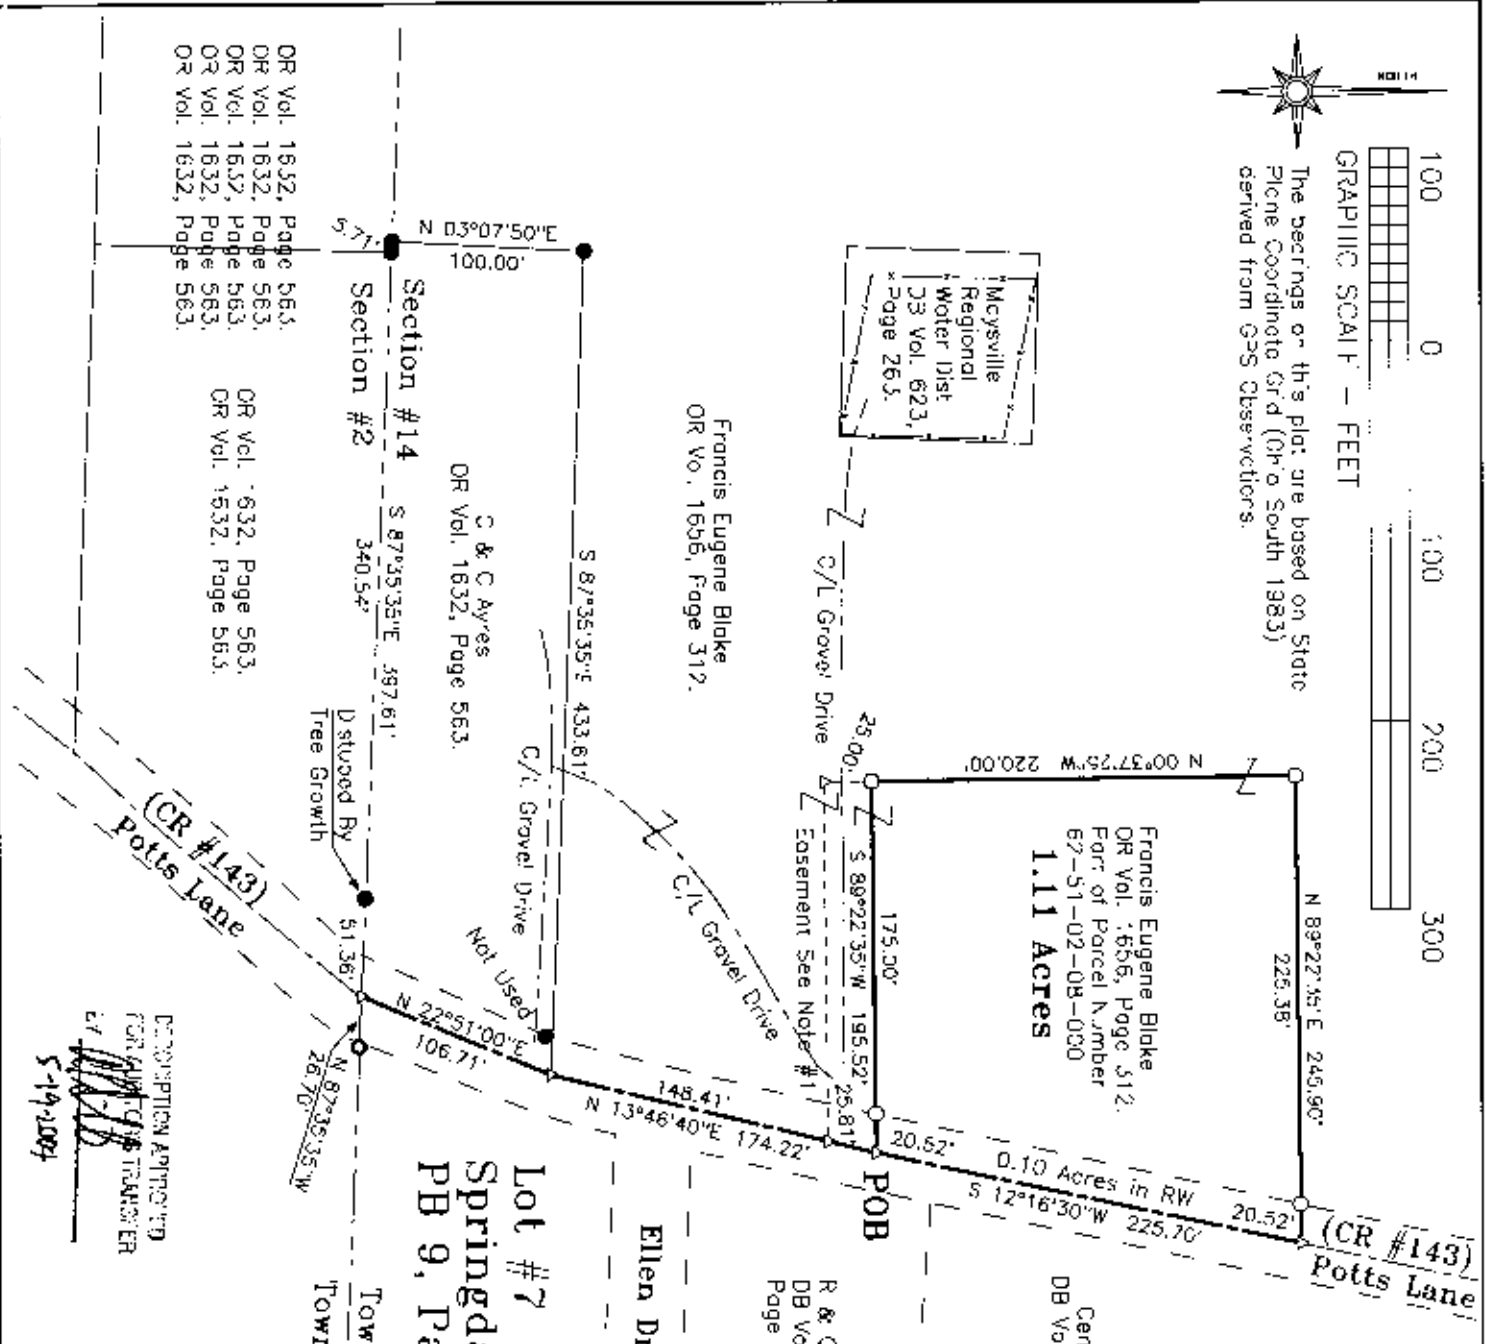 100 0 100 200 300
GRAPHIC SCALE - FEET
The bearings on this plat are based on State
Plane Coordinate Grid (Ohio South 1983)
derived from GPS Observations.
N 89°22'35"E 245.90'
225.38'
N 00°37'25"W 220.00'
Francis Eugene Blake
OR Vol. 1656, Page 312.
Part of Parcel Number
62-51-02-08-000
1.11 Acres
(CR #143)
Potts Lane
20.52'
0.10 Acres in RW
S 12°16'30"W 225.70'
20.52'
POB
175.00'
S 89°22'35"W 195.52'
25.00'
25.81'
Easement See Note #1
C/L Gravel Drive
Maysville
Regional
Water Dist
DB Vol. 623,
Page 263.
Francis Eugene Blake
OR Vo. 1656, Page 312.
C/L Gravel Drive
148.41'
N 13°46'40"E 174.22'
S 87°35'35"E 433.61'
C/L Gravel Drive
Not Used
N 03°07'50"E
100.00'
C & C Ayres
OR Vol. 1632, Page 563.
N 22°51'00"E
106.71'
Section #14
Section #2
S 87°35'35"E 397.61'
340.54'
51.36'
5.71'
Disturbed By
Tree Growth
N 87°35'35"W
26.70'
OR Vol. 1632, Page 563.
OR Vol. 1632, Page 563.
OR Vol. 1632, Page 563.
OR Vol. 1632, Page 563.
OR Vol. 1632, Page 563.
OR Vol. 1632, Page 563.
OR Vol. 1632, Page 563.
(CR #143)
Potts Lane
Lot #7
Springda
PB 9, Pa
Ellen Dr
R & C
DB Vo
Page
Cem
DB Vo
Tow
Town
DESCRIPTION APPROVED
FOR TRANSFER
BY
5-19-2004